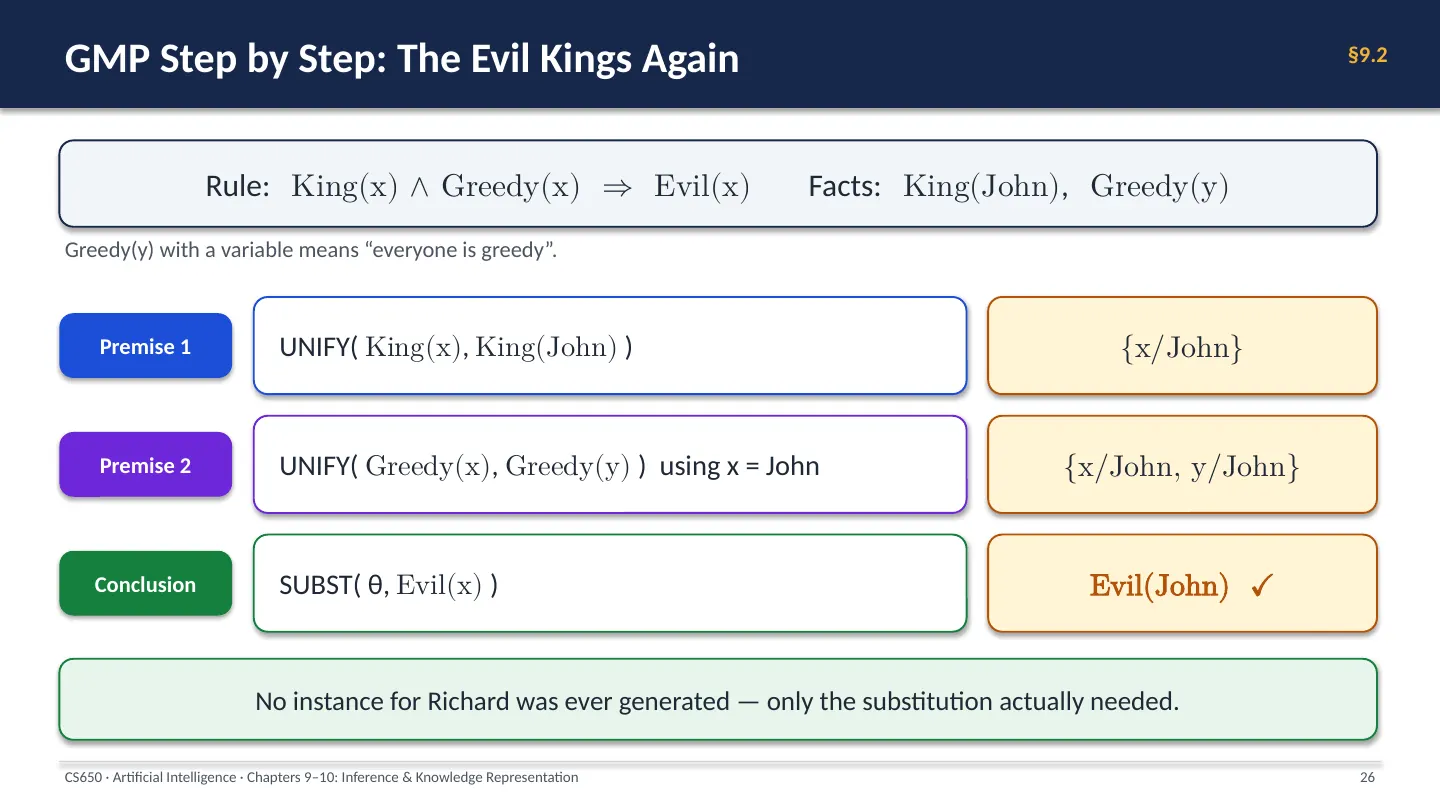 GMP Step by Step: The Evil Kings Again
§9.2
Rule: King(x) ∧ Greedy(x) ⇒ Evil(x) Facts: King(John), Greedy(y)
Greedy(y) with a variable means “everyone is greedy”.
Premise 1
UNIFY( King(x), King(John) )
{x/John}
Premise 2
UNIFY( Greedy(x), Greedy(y) ) using x = John
{x/John, y/John}
Conclusion
SUBST( θ, Evil(x) )
Evil(John) ✓
No instance for Richard was ever generated — only the substitution actually needed.
CS650 · Artificial Intelligence · Chapters 9–10: Inference & Knowledge Representation
26